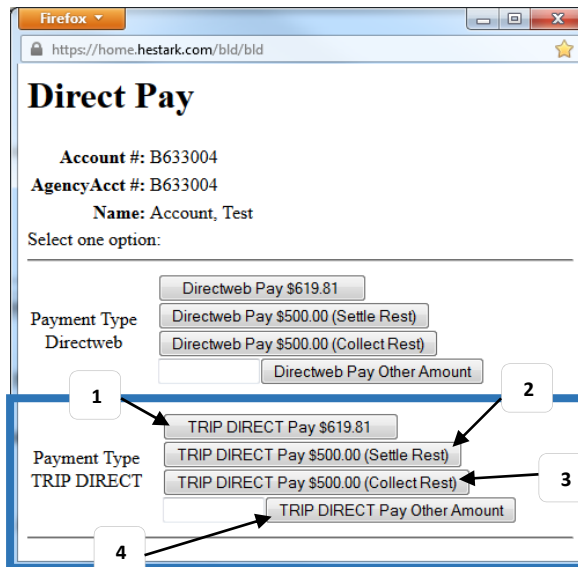 Firefox
https://home.hestark.com/bld/bld
Direct Pay
Account #: B633004
AgencyAcct #: B633004
Name: Account, Test
Select one option:
Directweb Pay $619.81
Payment Type
Directweb
Directweb Pay $500.00 (Settle Rest)
Directweb Pay $500.00 (Collect Rest)
Directweb Pay Other Amount
1
2
TRIP DIRECT Pay $619.81
Payment Type
TRIP DIRECT
TRIP DIRECT Pay $500.00 (Settle Rest)
TRIP DIRECT Pay $500.00 (Collect Rest)
3
TRIP DIRECT Pay Other Amount
4